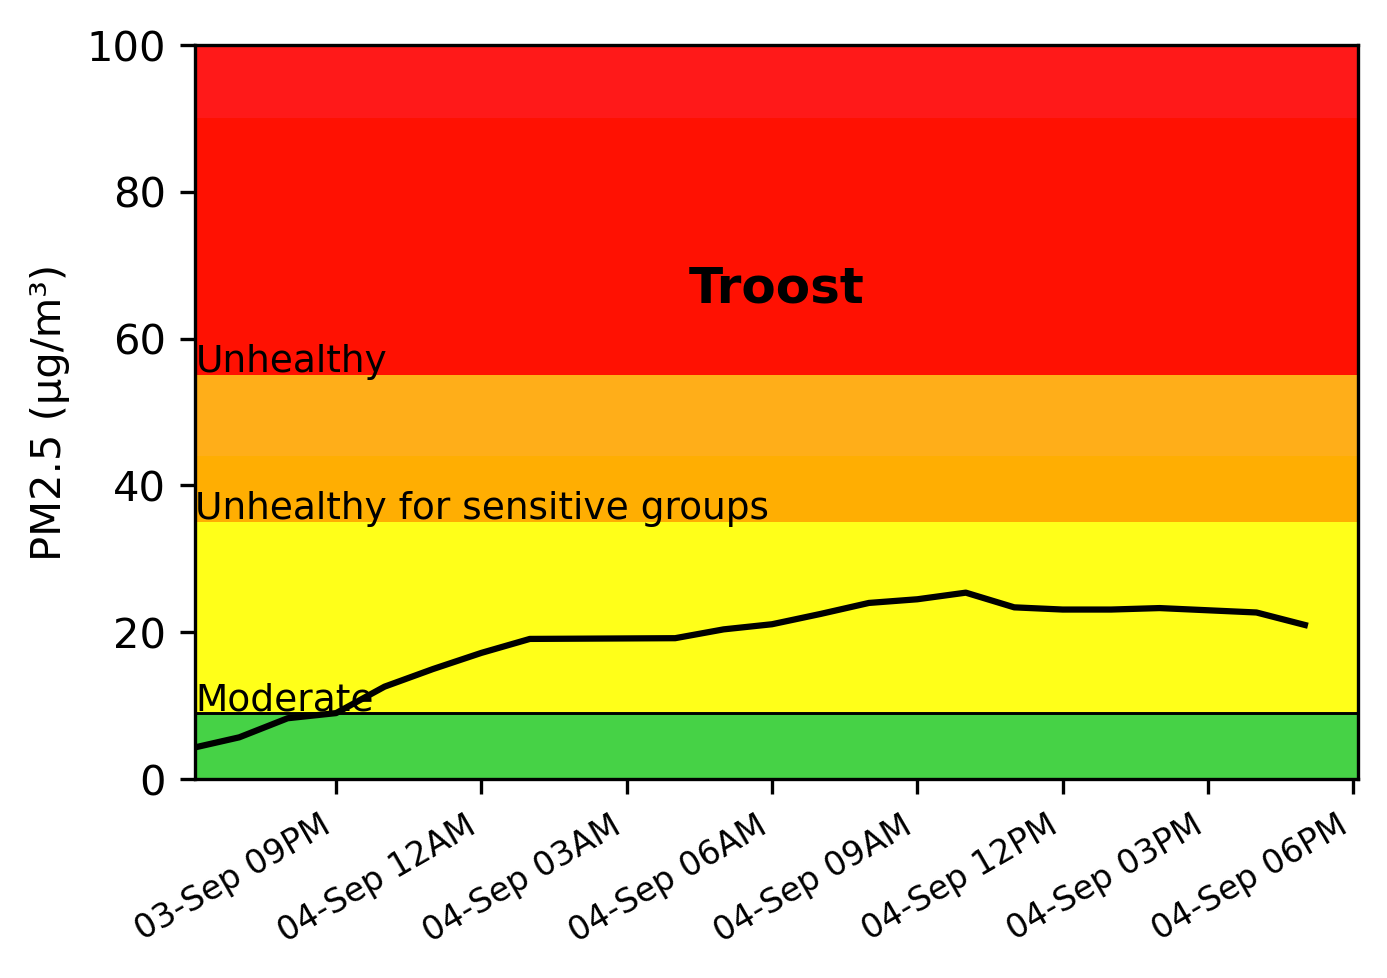 100
80
60
40
20
0
PM2.5 (µg/m³)
Troost
Unhealthy
Unhealthy for sensitive groups
Moderate
03-Sep 09PM
04-Sep 12AM
04-Sep 03AM
04-Sep 06AM
04-Sep 09AM
04-Sep 12PM
04-Sep 03PM
04-Sep 06PM